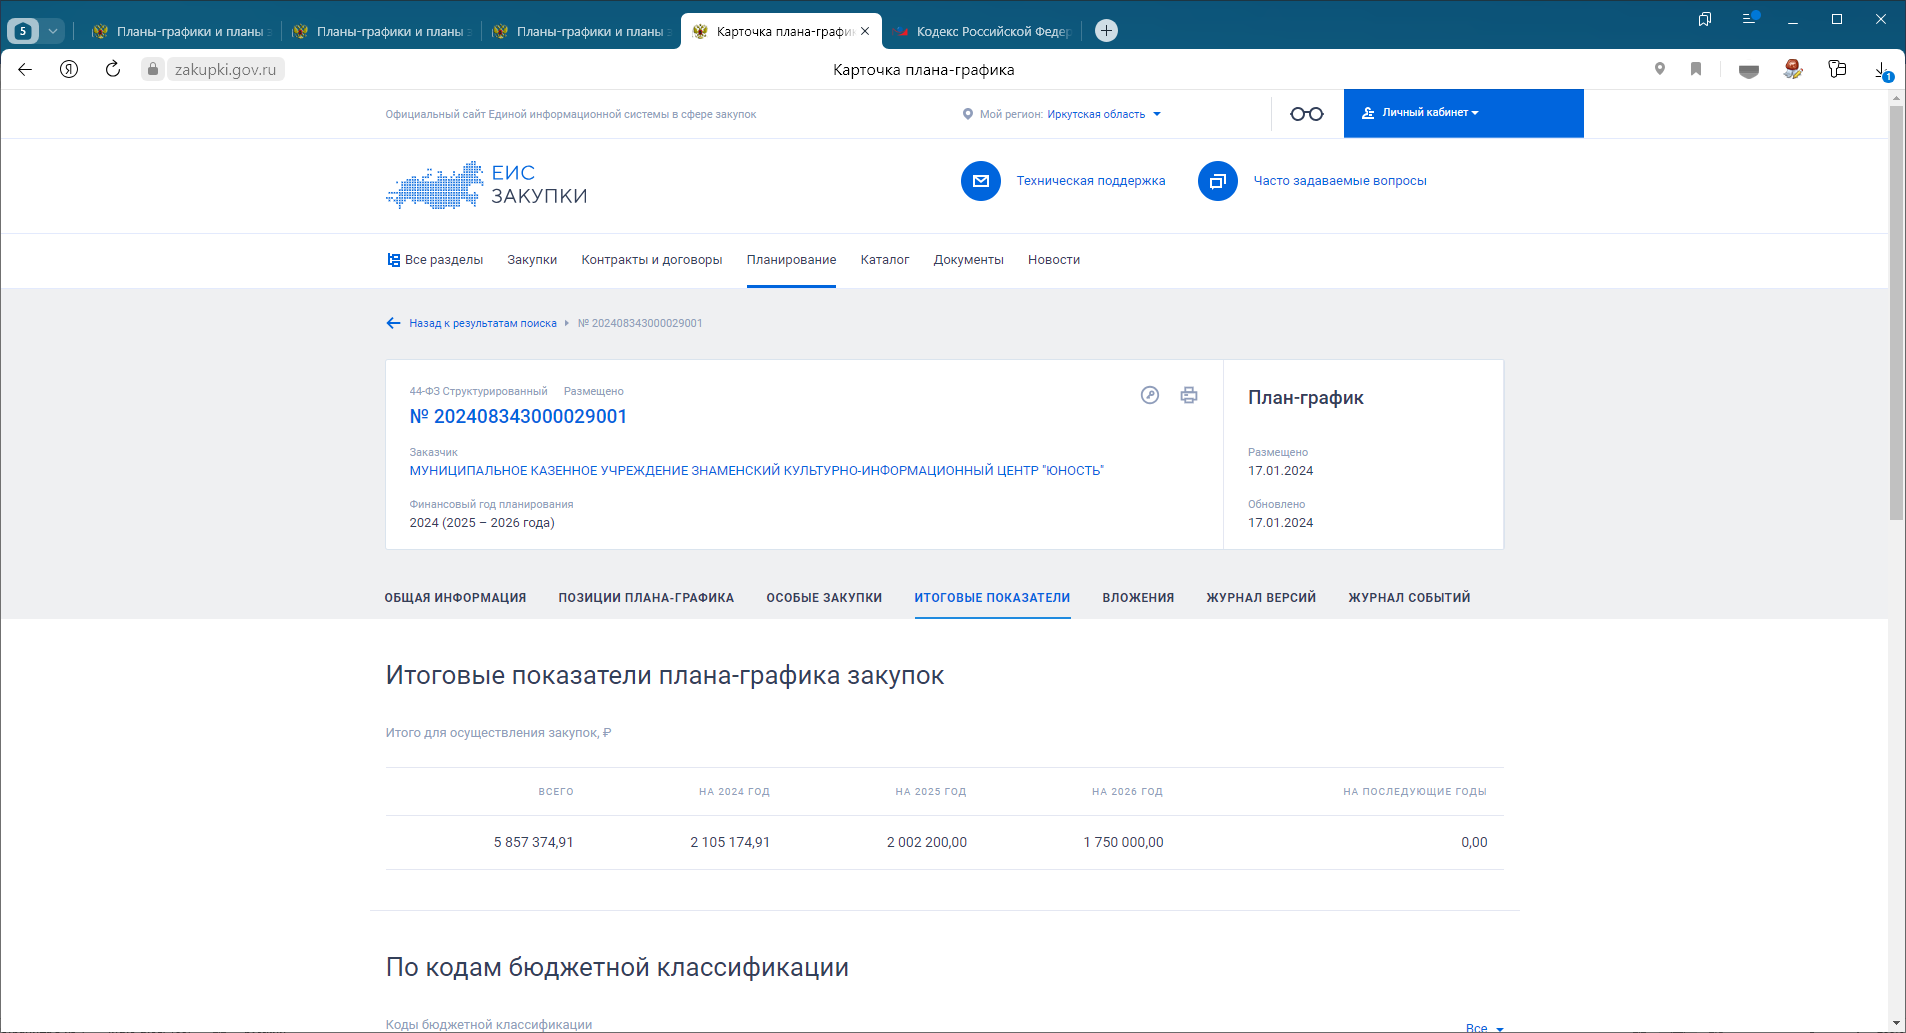 5
Планы-графики и планы з
Планы-графики и планы з
Планы-графики и планы з
Карточка плана-графи
Кодекс Российской Федер
zakupki.gov.ru
Карточка плана-графика
1
Официальный сайт Единой информационной системы в сфере закупок
Мой регион: Иркутская область
Личный кабинет
ЕИС
ЗАКУПКИ
Техническая поддержка
Часто задаваемые вопросы
Все разделы
Закупки
Контракты и договоры
Планирование
Каталог
Документы
Новости
Назад к результатам поиска
№ 202408343000029001
44-ФЗ Структурированный
Размещено
№ 202408343000029001
Заказчик
МУНИЦИПАЛЬНОЕ КАЗЕННОЕ УЧРЕЖДЕНИЕ ЗНАМЕНСКИЙ КУЛЬТУРНО-ИНФОРМАЦИОННЫЙ ЦЕНТР "ЮНОСТЬ"
Финансовый год планирования
2024 (2025 – 2026 года)
План-график
Размещено
17.01.2024
Обновлено
17.01.2024
ОБЩАЯ ИНФОРМАЦИЯ
ПОЗИЦИИ ПЛАНА-ГРАФИКА
ОСОБЫЕ ЗАКУПКИ
ИТОГОВЫЕ ПОКАЗАТЕЛИ
ВЛОЖЕНИЯ
ЖУРНАЛ ВЕРСИЙ
ЖУРНАЛ СОБЫТИЙ
Итоговые показатели плана-графика закупок
Итого для осуществления закупок, ₽
ВСЕГО
НА 2024 ГОД
НА 2025 ГОД
НА 2026 ГОД
НА ПОСЛЕДУЮЩИЕ ГОДЫ
5 857 374,91
2 105 174,91
2 002 200,00
1 750 000,00
0,00
По кодам бюджетной классификации
Коды бюджетной классификации
Все